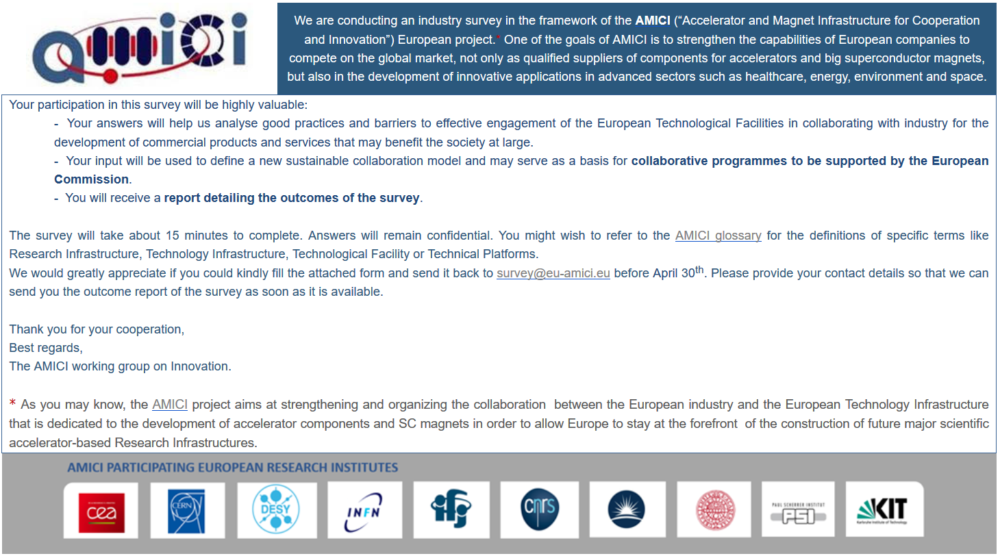 amici
We are conducting an industry survey in the framework of the AMICI (“Accelerator and Magnet Infrastructure for Cooperation
and Innovation”) European project.* One of the goals of AMICI is to strengthen the capabilities of European companies to
compete on the global market, not only as qualified suppliers of components for accelerators and big superconductor magnets,
but also in the development of innovative applications in advanced sectors such as healthcare, energy, environment and space.
Your participation in this survey will be highly valuable:
- Your answers will help us analyse good practices and barriers to effective engagement of the European Technological Facilities in collaborating with industry for the
development of commercial products and services that may benefit the society at large.
- Your input will be used to define a new sustainable collaboration model and may serve as a basis for collaborative programmes to be supported by the European
Commission.
- You will receive a report detailing the outcomes of the survey.
The survey will take about 15 minutes to complete. Answers will remain confidential. You might wish to refer to the AMICI glossary for the definitions of specific terms like
Research Infrastructure, Technology Infrastructure, Technological Facility or Technical Platforms.
We would greatly appreciate if you could kindly fill the attached form and send it back to survey@eu-amici.eu before April 30th. Please provide your contact details so that we can
send you the outcome report of the survey as soon as it is available.
Thank you for your cooperation,
Best regards,
The AMICI working group on Innovation.
* As you may know, the AMICI project aims at strengthening and organizing the collaboration between the European industry and the European Technology Infrastructure
that is dedicated to the development of accelerator components and SC magnets in order to allow Europe to stay at the forefront of the construction of future major scientific
accelerator-based Research Infrastructures.
AMICI PARTICIPATING EUROPEAN RESEARCH INSTITUTES
cea
CERN
DESY
INFN
ifj
cnrs
PAUL SCHERRER INSTITUT
PSI
KIT
Karlsruhe Institute of Technology